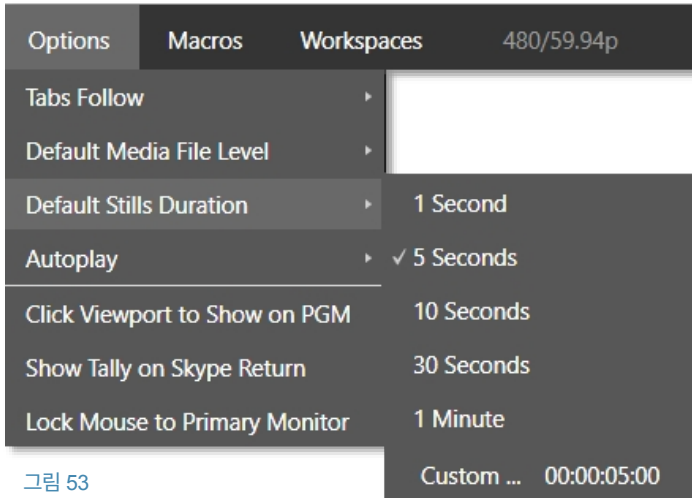 Options Macros Workspaces 480/59.94p
Tabs Follow
Default Media File Level
Default Stills Duration
Autoplay
Click Viewport to Show on PGM
Show Tally on Skype Return
Lock Mouse to Primary Monitor
1 Second
✓ 5 Seconds
10 Seconds
30 Seconds
1 Minute
Custom ... 00:00:05:00
그림 53